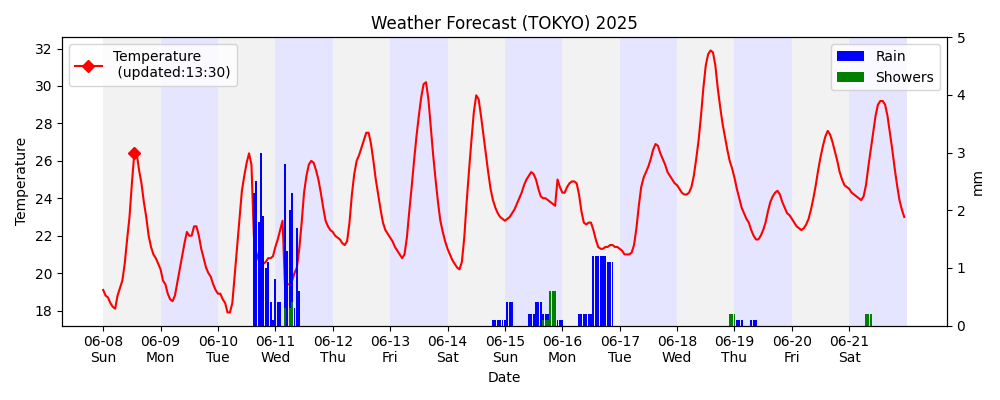 Weather Forecast (TOKYO) 2025
Temperature
(updated:13:30)
Rain
Showers
Temperature
32
30
28
26
24
22
20
18
5
4
3
2
1
0
mm
06-08 06-09 06-10 06-11 06-12 06-13 06-14 06-15 06-16 06-17 06-18 06-19 06-20 06-21
Sun Mon Tue Wed Thu Fri Sat Sun Mon Tue Wed Thu Fri Sat
Date